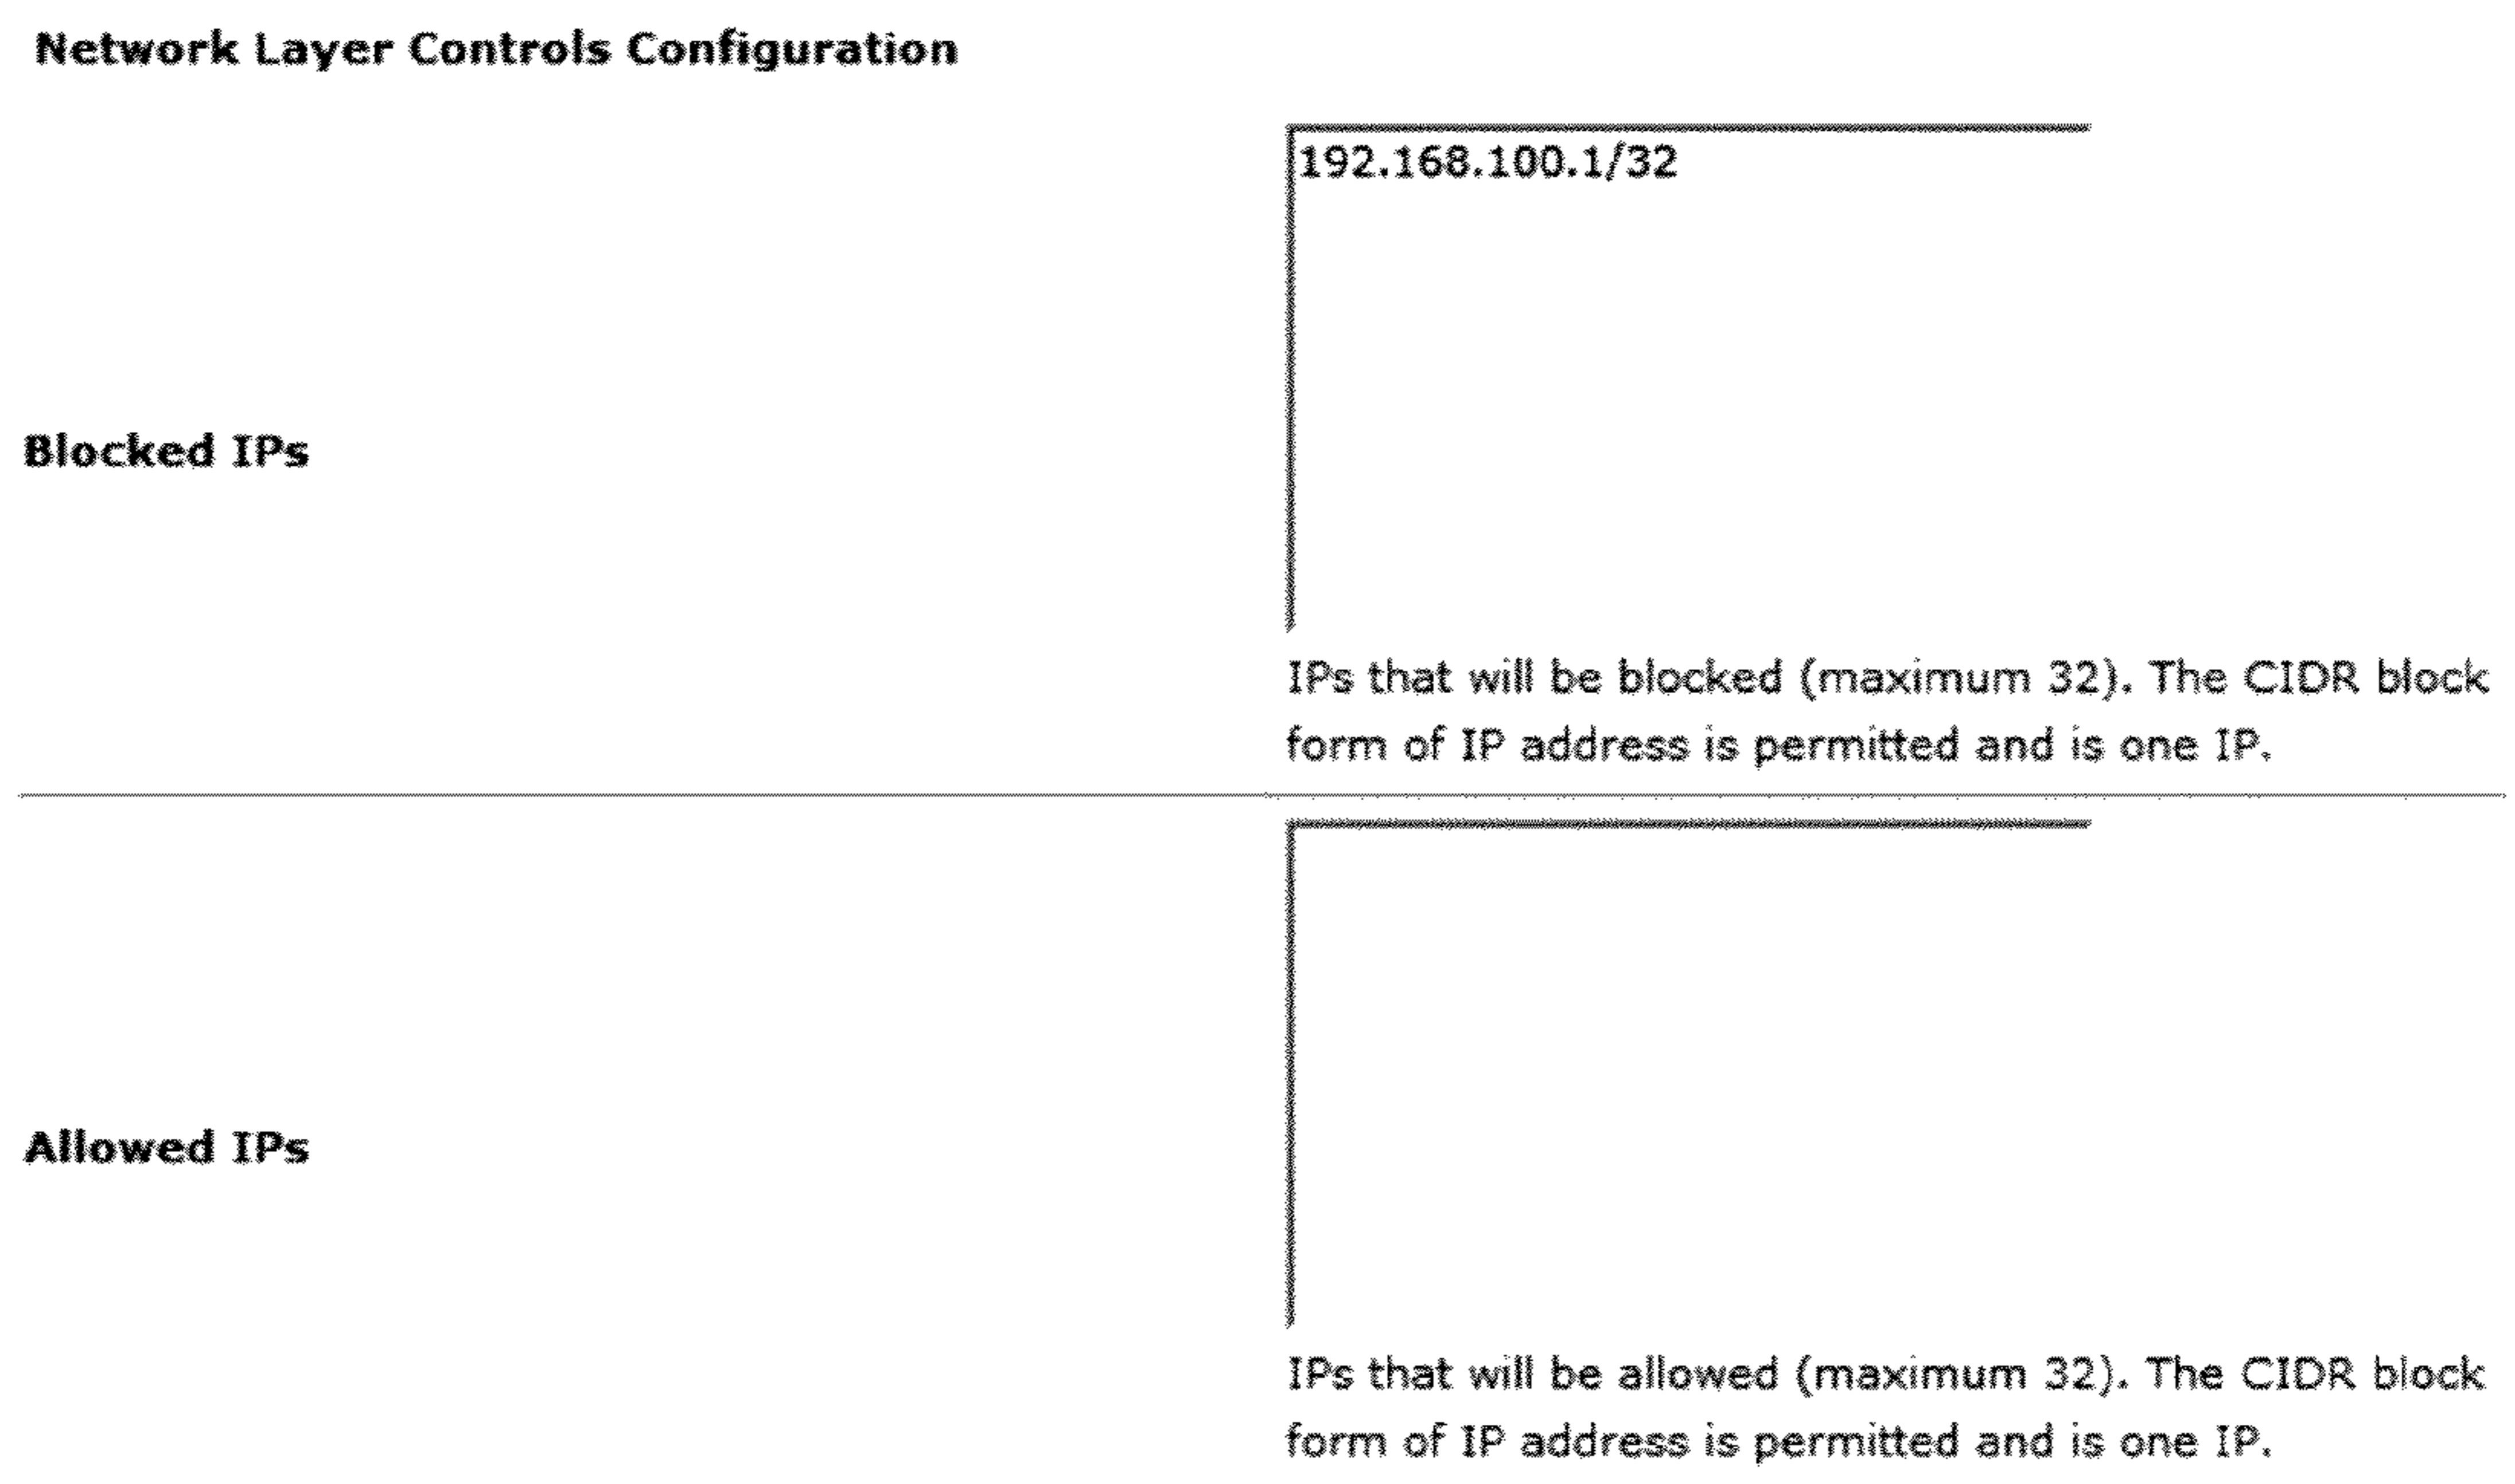 Network Layer Controls Configuration
192.168.100.1/32
Blocked IPs
IPs that will be blocked (maximum 32). The CIDR block
form of IP address is permitted and is one IP.
Allowed IPs
IPs that will be allowed (maximum 32). The CIDR block
form of IP address is permitted and is one IP.